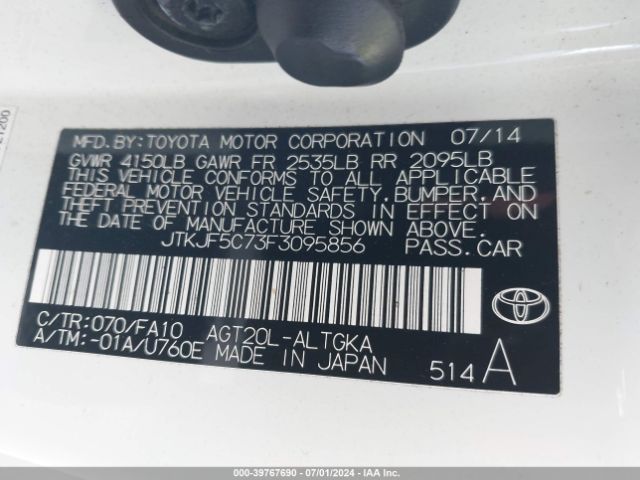 MFD.BY:TOYOTA MOTOR CORPORATION 07/14
GVWR 4150LB GAWR FR 2535LB RR 2095LB
THIS VEHICLE CONFORMS TO ALL APPLICABLE
FEDERAL MOTOR VEHICLE SAFETY,BUMPER,AND
THEFT PREVENTION STANDARDS IN EFFECT ON
THE DATE OF MANUFACTURE SHOWN ABOVE.
JTKJF5C73F3095856 PASS.CAR
C/TR:070/FA10 AGT20L-ALTGKA
A/TM:-01A/U760E MADE IN JAPAN
514A
000-39767690 - 07/01/2024 - IAA, Inc.